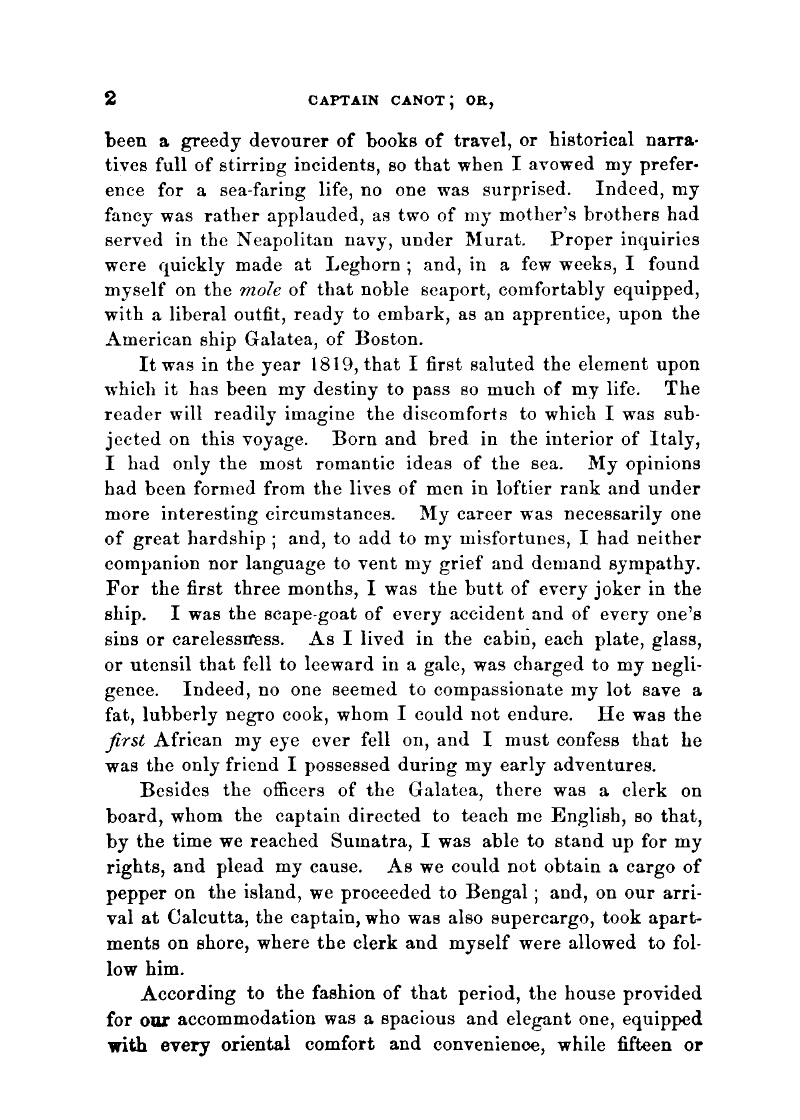 2 CAPTAIN CANOT; OR,
been a greedy devourer of books of travel, or historical narra-
tives full of stirring incidents, so that when I avowed my prefer-
ence for a sea-faring life, no one was surprised. Indeed, my
fancy was rather applauded, as two of my mother's brothers had
served in the Neapolitan navy, under Murat. Proper inquiries
were quickly made at Leghorn; and, in a few weeks, I found
myself on the mole of that noble seaport, comfortably equipped,
with a liberal outfit, ready to embark, as an apprentice, upon the
American ship Galatea, of Boston.
It was in the year 1819, that I first saluted the element upon
which it has been my destiny to pass so much of my life. The
reader will readily imagine the discomforts to which I was sub-
jected on this voyage. Born and bred in the interior of Italy,
I had only the most romantic ideas of the sea. My opinions
had been formed from the lives of men in loftier rank and under
more interesting circumstances. My career was necessarily one
of great hardship; and, to add to my misfortunes, I had neither
companion nor language to vent my grief and demand sympathy.
For the first three months, I was the butt of every joker in the
ship. I was the scape-goat of every accident and of every one's
sins or carelessness. As I lived in the cabin, each plate, glass,
or utensil that fell to leeward in a gale, was charged to my negli-
gence. Indeed, no one seemed to compassionate my lot save a
fat, lubberly negro cook, whom I could not endure. He was the
first African my eye ever fell on, and I must confess that he
was the only friend I possessed during my early adventures.
Besides the officers of the Galatea, there was a clerk on
board, whom the captain directed to teach me English, so that,
by the time we reached Sumatra, I was able to stand up for my
rights, and plead my cause. As we could not obtain a cargo of
pepper on the island, we proceeded to Bengal; and, on our arri-
val at Calcutta, the captain, who was also supercargo, took apart-
ments on shore, where the clerk and myself were allowed to fol-
low him.
According to the fashion of that period, the house provided
for our accommodation was a spacious and elegant one, equipped
with every oriental comfort and convenience, while fifteen or